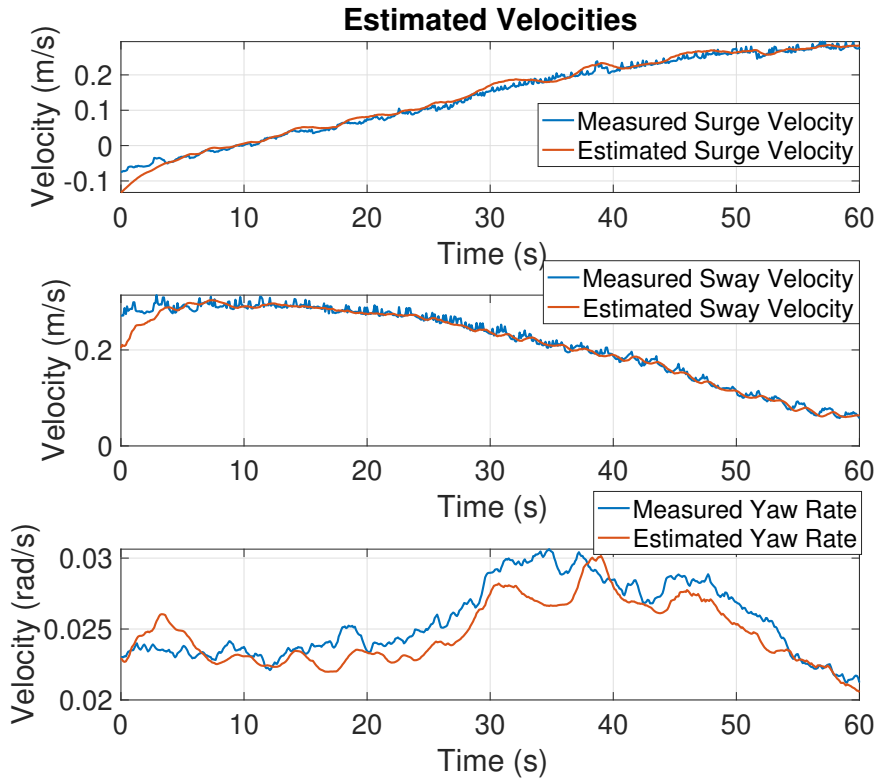 Estimated Velocities
Velocity (m/s)
0.2
0.1
0
-0.1
Measured Surge Velocity
Estimated Surge Velocity
0 10 20 30 40 50 60
Time (s)
Velocity (m/s)
0.2
0
Measured Sway Velocity
Estimated Sway Velocity
0 10 20 30 40 50 60
Time (s)
Velocity (rad/s)
0.03
0.025
0.02
Measured Yaw Rate
Estimated Yaw Rate
0 10 20 30 40 50 60
Time (s)